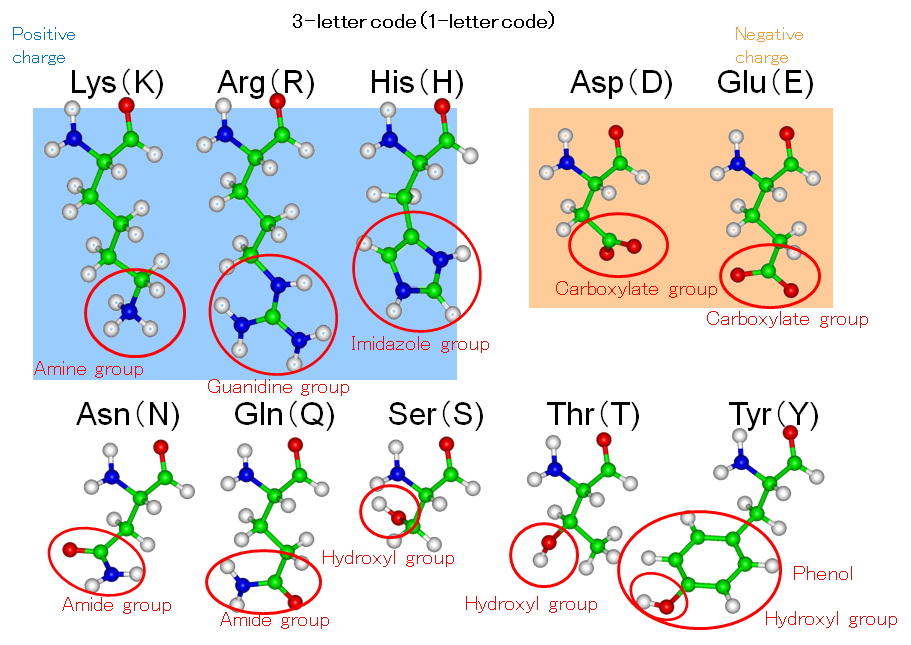 3-letter code (1-letter code)
Positive
charge
Negative
charge
Lys (K)
Arg (R)
His (H)
Asp (D)
Glu (E)
Carboxylate group
Carboxylate group
Imidazole group
Amine group
Guanidine group
Asn (N)
Gln (Q)
Ser (S)
Thr (T)
Tyr (Y)
Hydroxyl group
Phenol
Amide group
Hydroxyl group
Amide group
Hydroxyl group